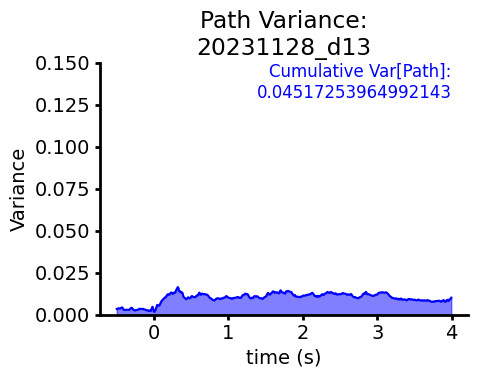 Path Variance:
20231128_d13
Cumulative Var[Path]:
0.04517253964992143
0.150
0.125
0.100
0.075
0.050
0.025
0.000
Variance
0 1 2 3 4
time (s)